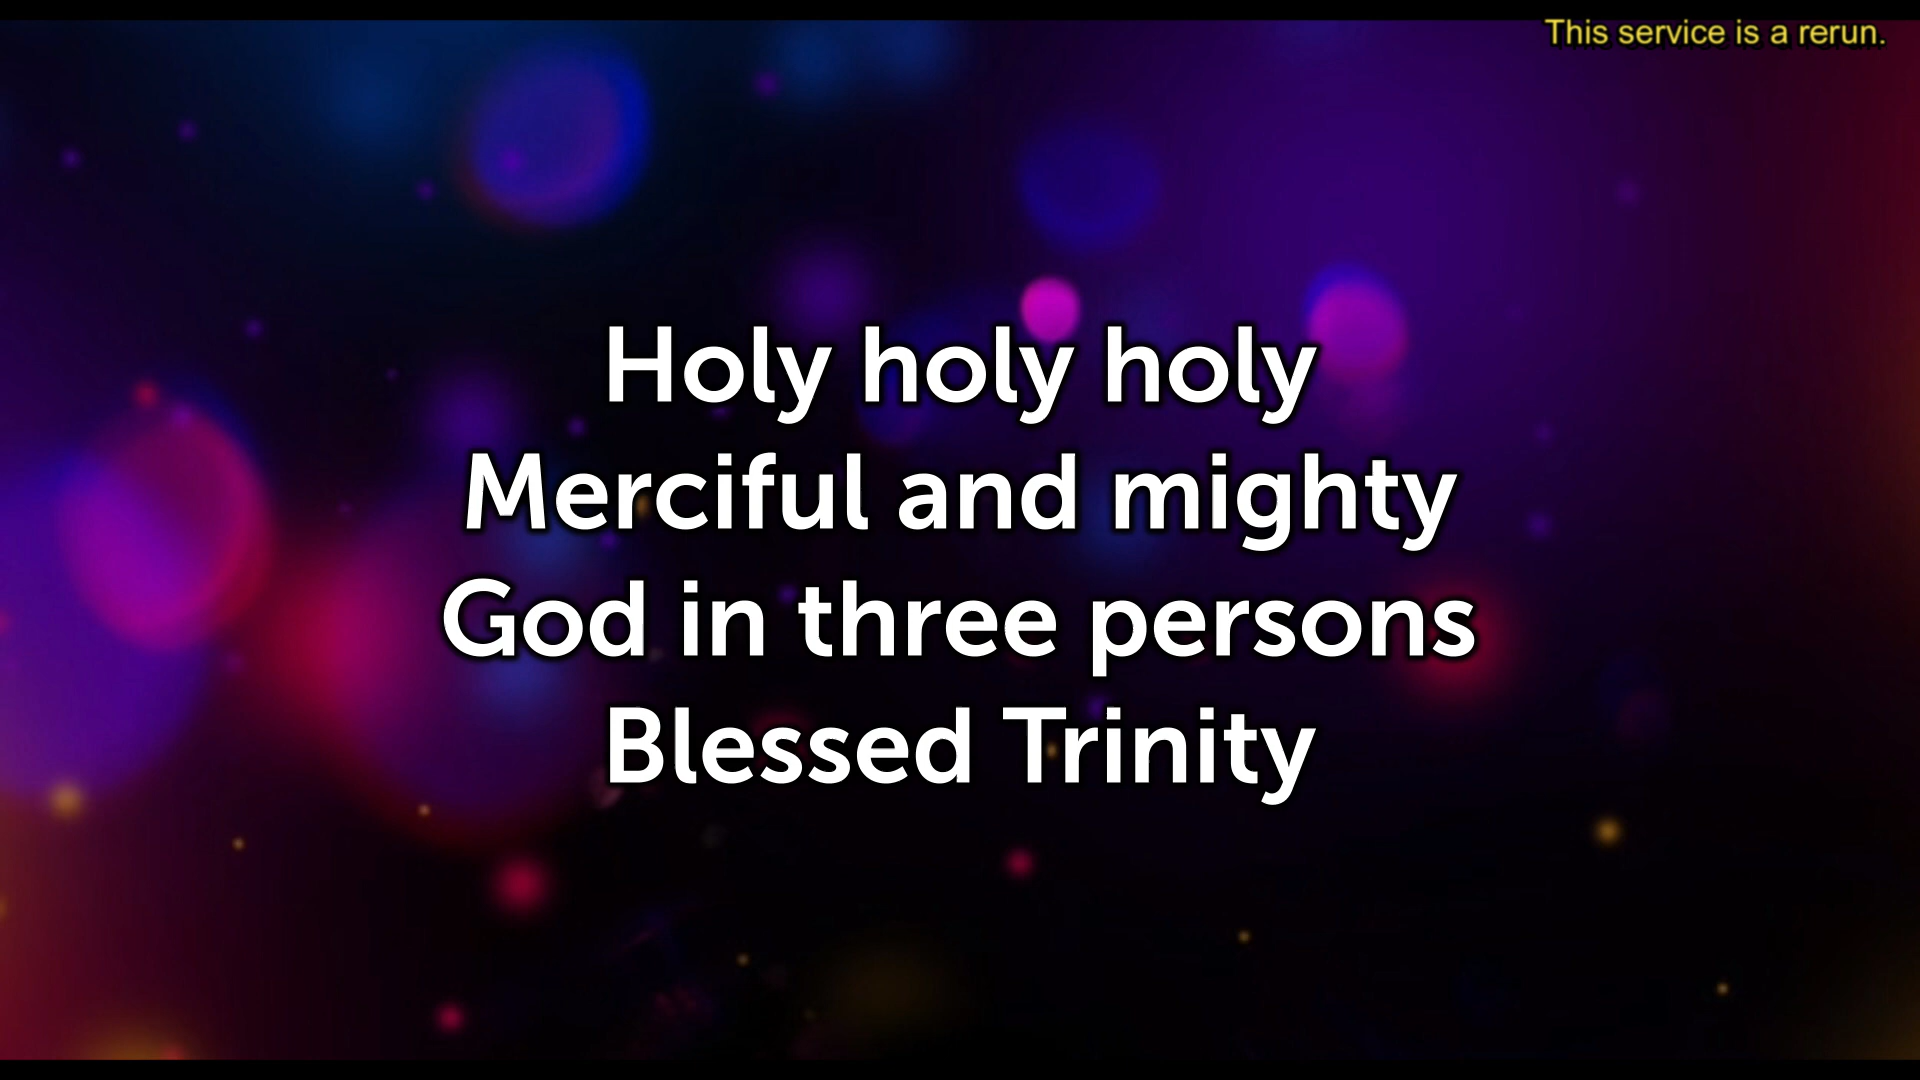 This service is a rerun.
Holy holy holy
Merciful and mighty
God in three persons
Blessed Trinity